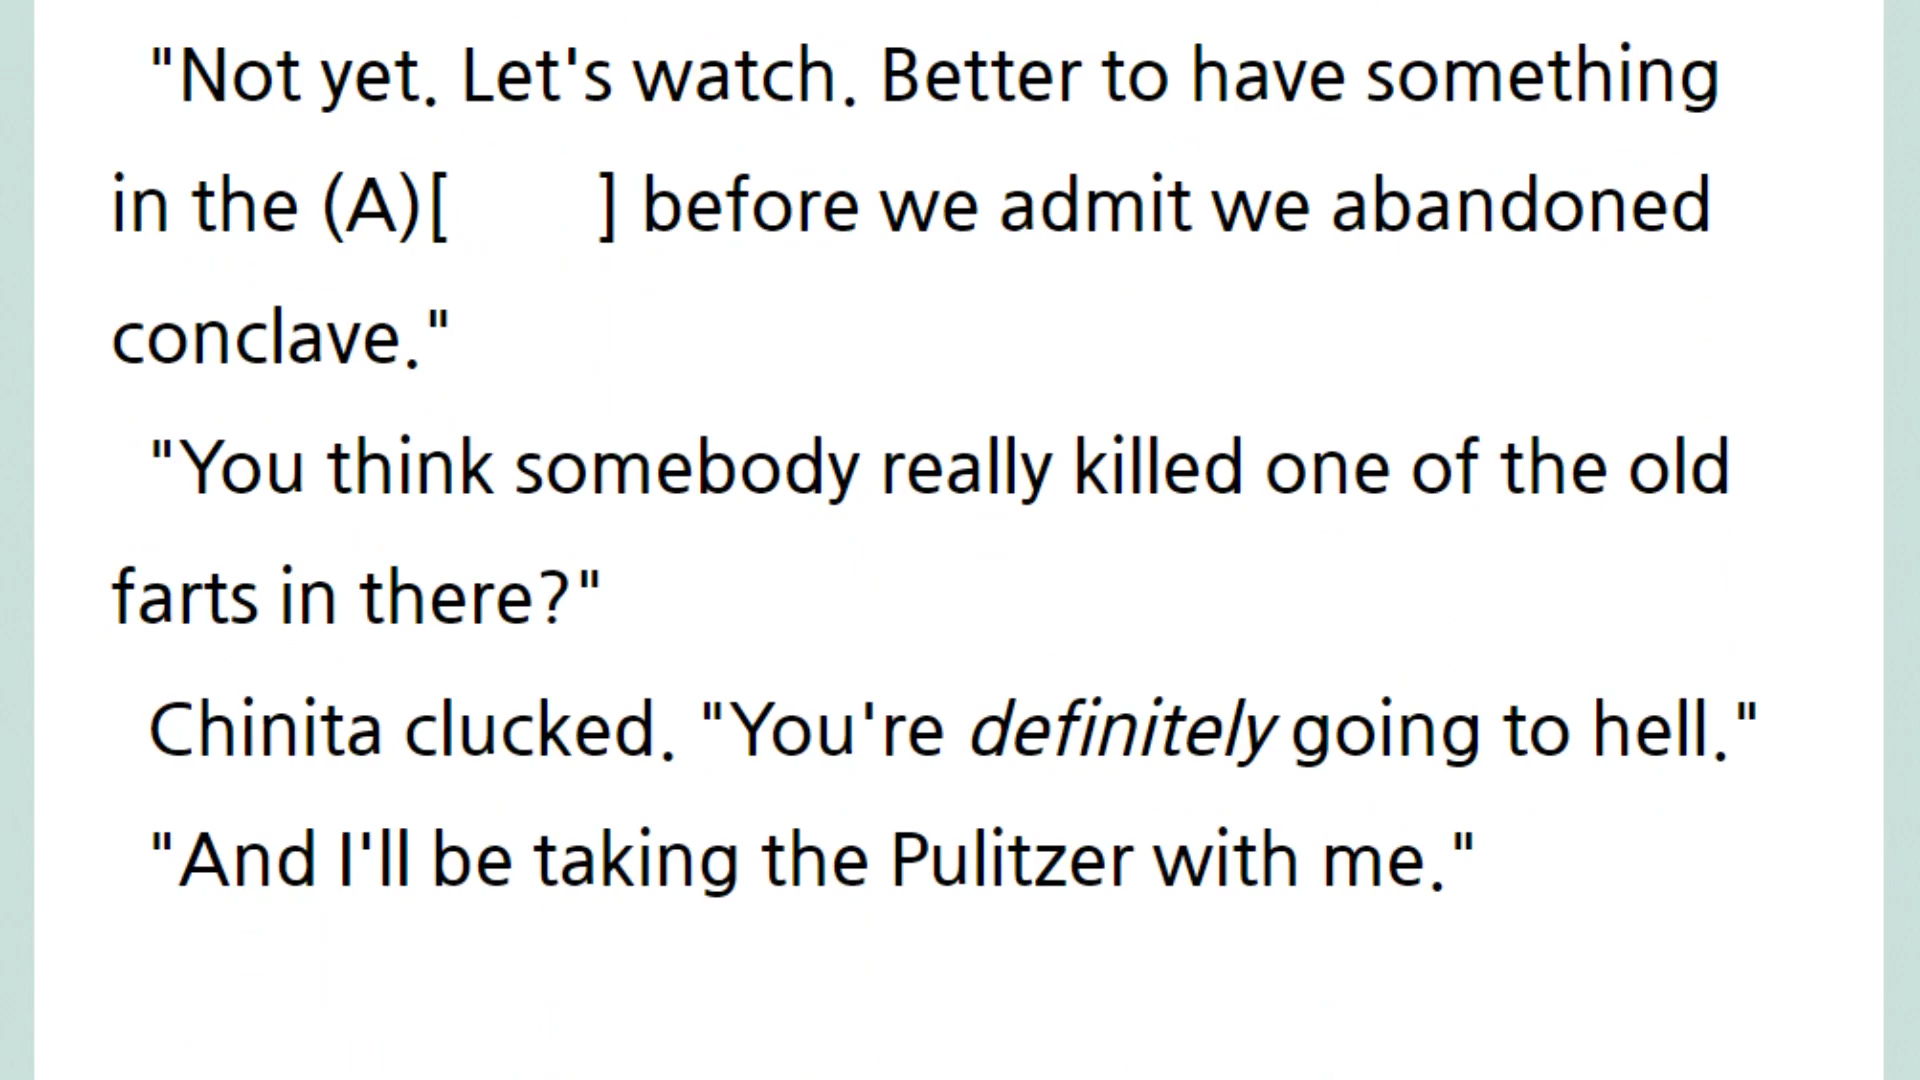 "Not yet. Let's watch. Better to have something
in the (A)[ ] before we admit we abandoned
conclave."
"You think somebody really killed one of the old
farts in there?"
Chinita clucked. "You're definitely going to hell."
"And I'll be taking the Pulitzer with me."